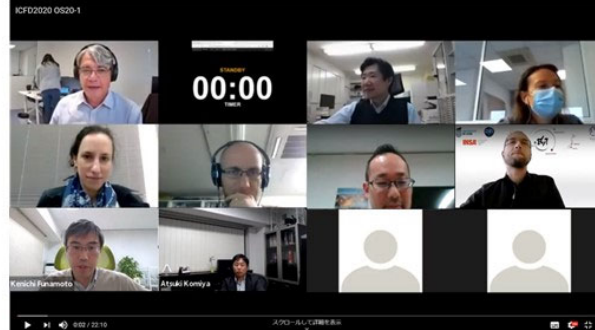 ICFD2020 OS20-1
STANDBY
00:00
TIMER
INSA
Kenichi Funamoto
Atsuki Komiya
0:02 / 22:10
スクロールして詳細を表示